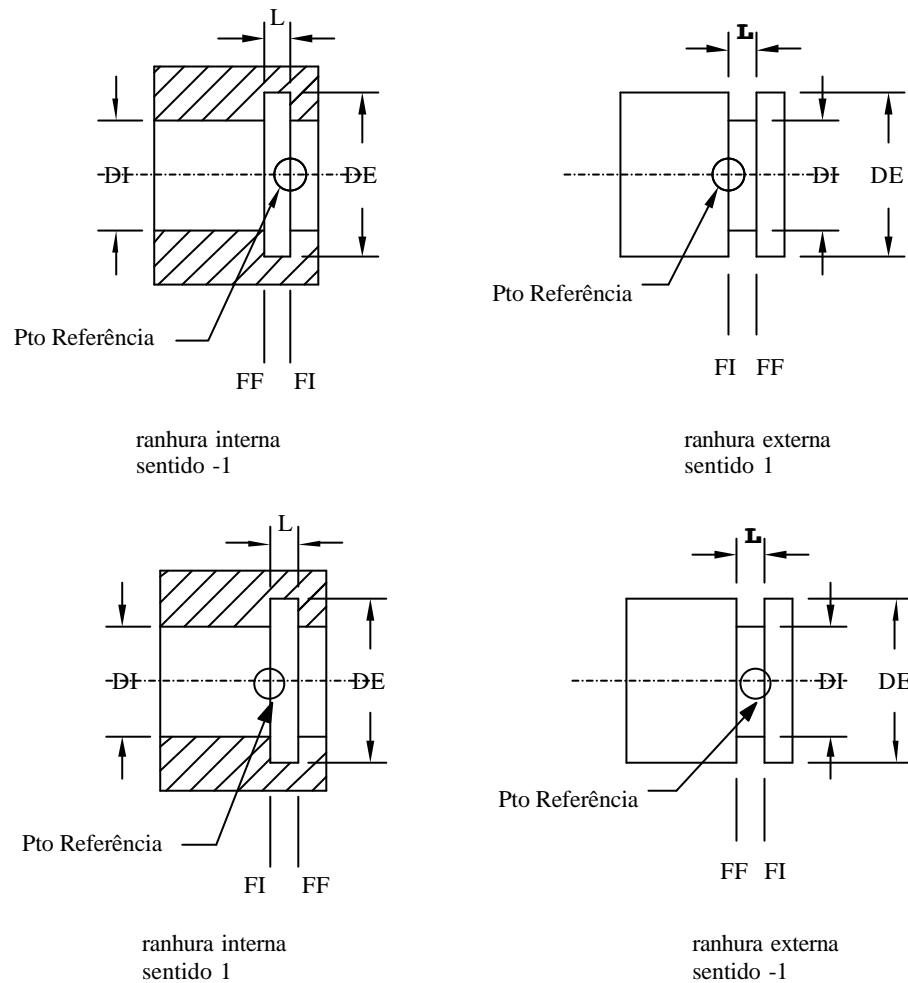 L
DI
DE
Pto Referência
FF FI
ranhura interna
sentido -1
L
DI
DE
Pto Referência
FI FF
ranhura externa
sentido 1
L
DI
DE
Pto Referência
FI FF
ranhura interna
sentido 1
L
DI
DE
Pto Referência
FF FI
ranhura externa
sentido -1